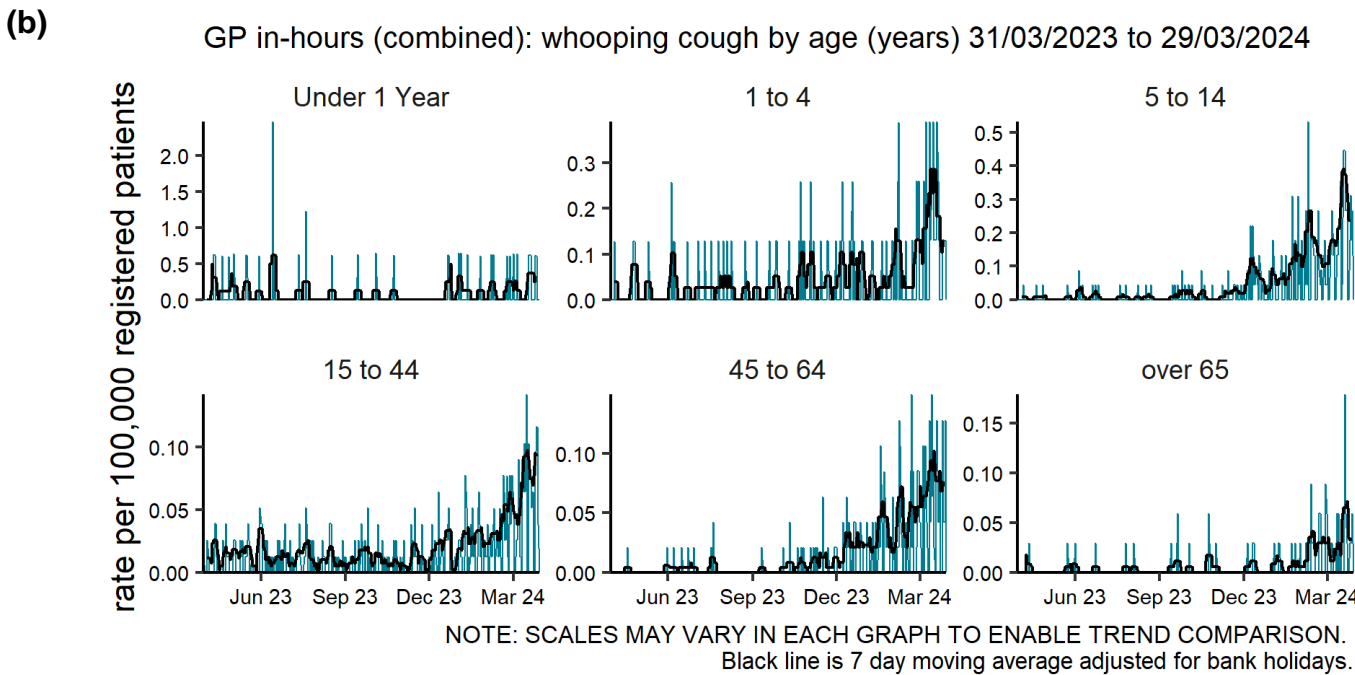 (b)
GP in-hours (combined): whooping cough by age (years) 31/03/2023 to 29/03/2024
rate per 100,000 registered patients
Under 1 Year
2.0
1.5
1.0
0.5
0.0
1 to 4
0.3
0.2
0.1
0.0
5 to 14
0.5
0.4
0.3
0.2
0.1
0.0
15 to 44
0.10
0.05
0.00
Jun 23 Sep 23 Dec 23 Mar 24
45 to 64
0.10
0.05
0.00
Jun 23 Sep 23 Dec 23 Mar 24
over 65
0.15
0.10
0.05
0.00
Jun 23 Sep 23 Dec 23 Mar 24
NOTE: SCALES MAY VARY IN EACH GRAPH TO ENABLE TREND COMPARISON.
Black line is 7 day moving average adjusted for bank holidays.